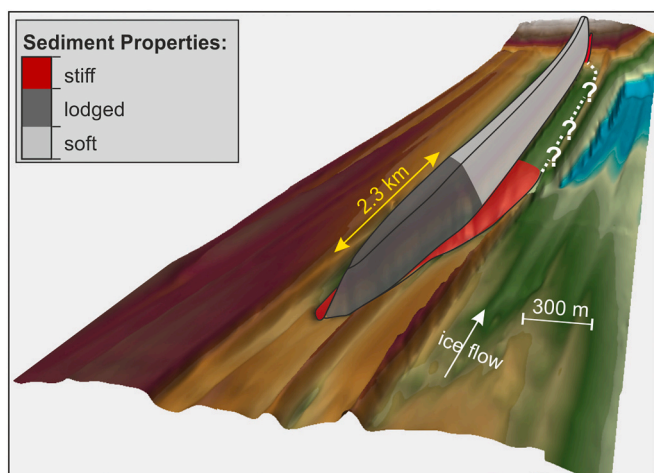 Sediment Properties:
stiff
lodged
soft
2.3 km
?
?
?
300 m
ice flow